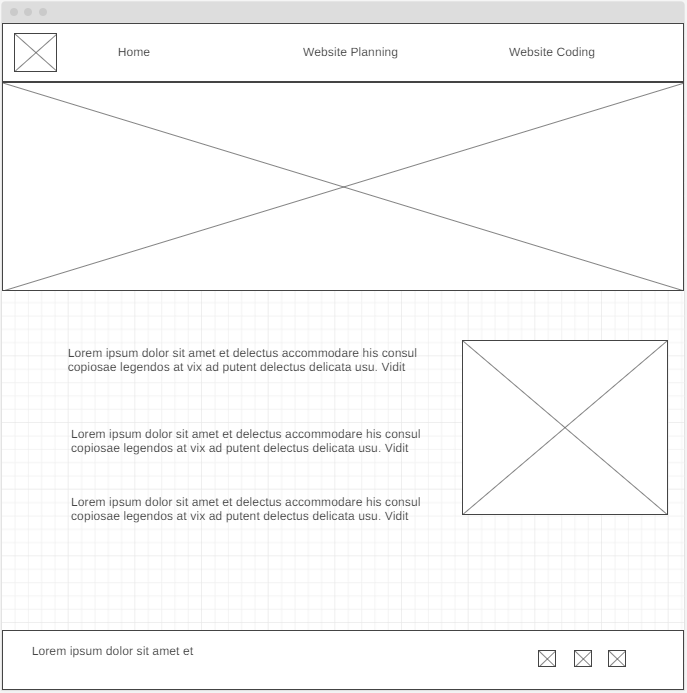 Home
Website Planning
Website Coding
Lorem ipsum dolor sit amet et delectus accommodare his consul
copiosae legendos at vix ad putent delectus delicata usu. Vidit
Lorem ipsum dolor sit amet et delectus accommodare his consul
copiosae legendos at vix ad putent delectus delicata usu. Vidit
Lorem ipsum dolor sit amet et delectus accommodare his consul
copiosae legendos at vix ad putent delectus delicata usu. Vidit
Lorem ipsum dolor sit amet et